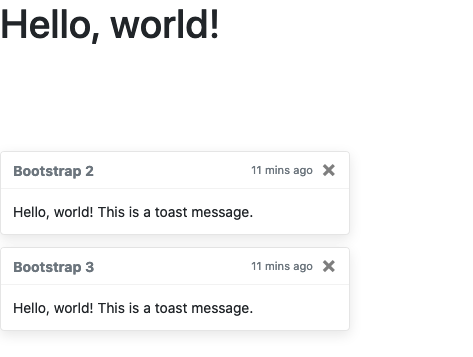 Hello, world!
Bootstrap 2 11 mins ago ×
Hello, world! This is a toast message.
Bootstrap 3 11 mins ago ×
Hello, world! This is a toast message.